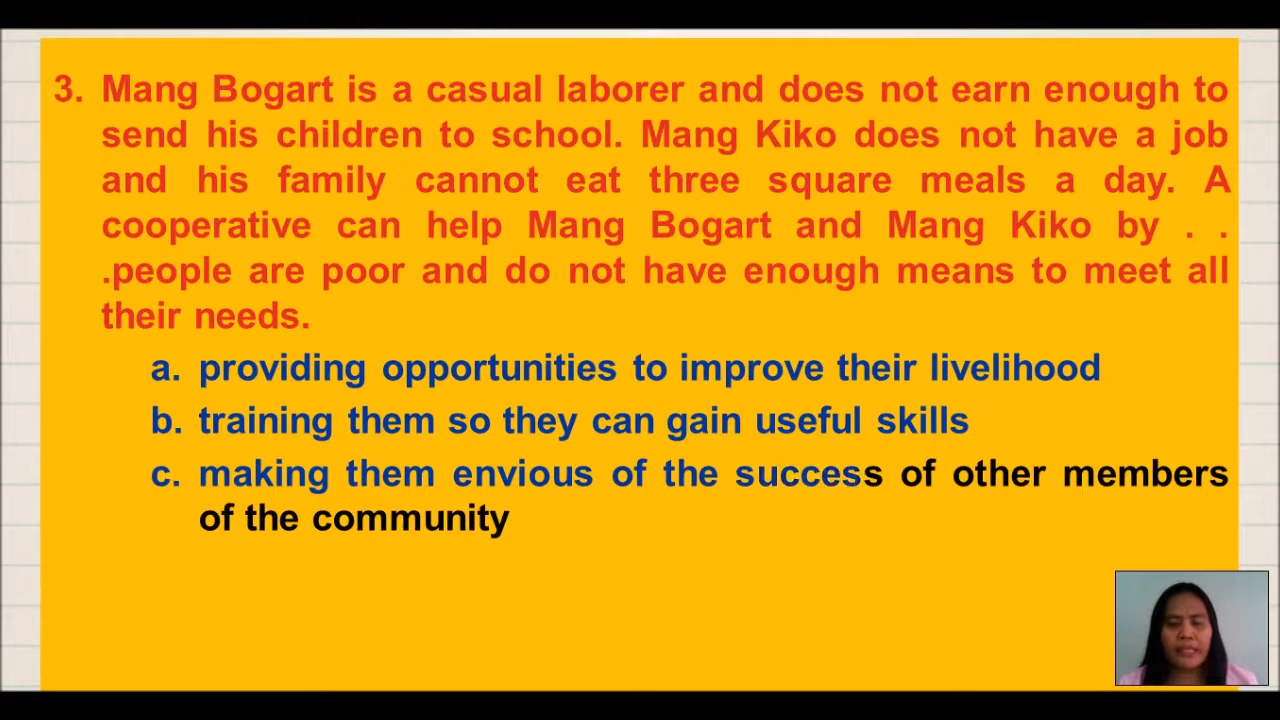 3. Mang Bogart is a casual laborer and does not earn enough to
send his children to school. Mang Kiko does not have a job
and his family cannot eat three square meals a day. A
cooperative can help Mang Bogart and Mang Kiko by . .
.people are poor and do not have enough means to meet all
their needs.
a. providing opportunities to improve their livelihood
b. training them so they can gain useful skills
c. making them envious of the success of other members
of the community